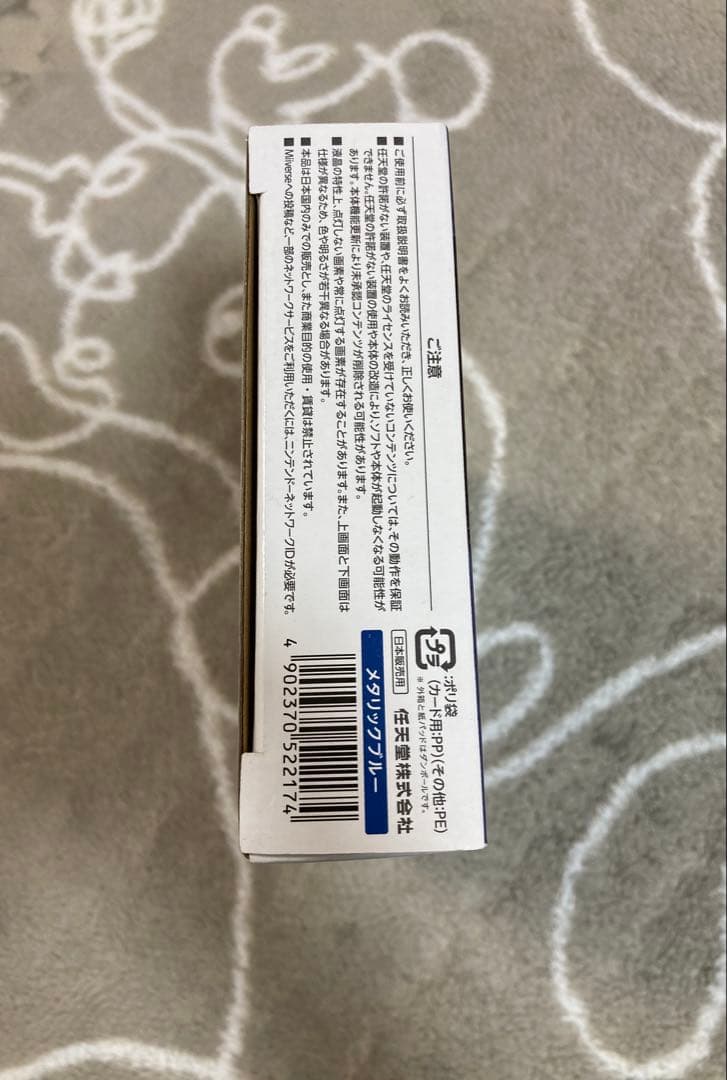 ご注意
■ご使用前に必ず取扱説明書をよくお読みいただき、正しくお使いください。
■任天堂の許諾がない装置や、任天堂のライセンスを受けていないコンテンツについては、その動作を保証
できません。任天堂の許諾がない装置の使用や本体の改造により、ソフトや本体が起動しなくなる可能性が
あります。本体機能更新により未承認コンテンツが削除される可能性があります。
■液晶の特性上、点灯しない画素や常に点灯する画素が存在することがあります。また、上画面と下画面は
仕様が異なるため、色や明るさが若干異なる場合があります。
■本品は日本国内のみでの販売とし、また商業目的の使用・賃貸は禁止されています。
■Miiverseへの投稿など、一部のネットワークサービスをご利用いただくには、ニンテンドーネットワークIDが必要です。
プラ
:ポリ袋
(カード用:PP)(その他:PE)
※外箱と紙パッドはダンボールです。
日本販売用
任天堂株式会社
メタリックブルー
4 902370 522174